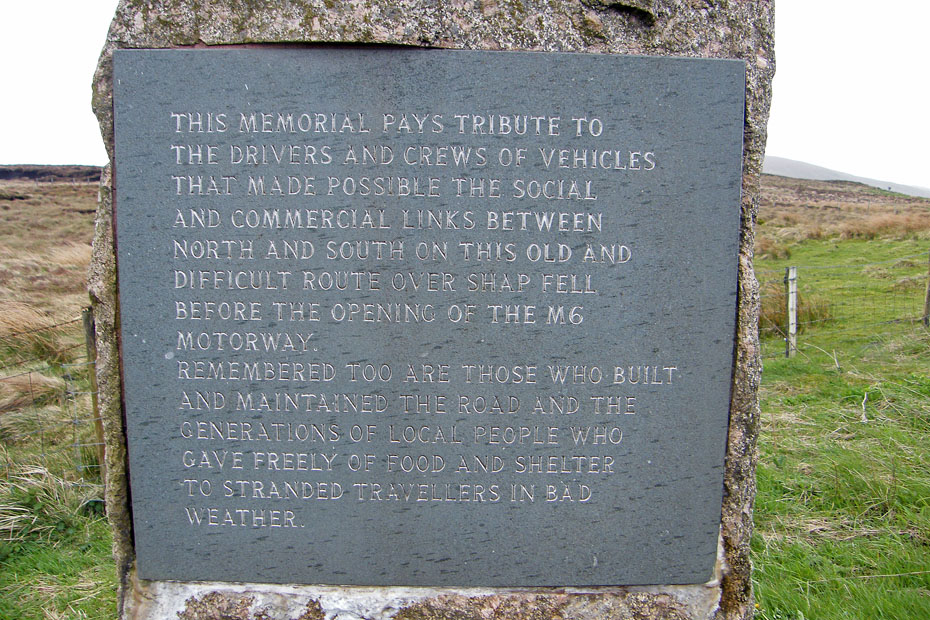 THIS MEMORIAL PAYS TRIBUTE TO
THE DRIVERS AND CREWS OF VEHICLES
THAT MADE POSSIBLE THE SOCIAL
AND COMMERCIAL LINKS BETWEEN
NORTH AND SOUTH ON THIS OLD AND
DIFFICULT ROUTE OVER SHAP FELL
BEFORE THE OPENING OF THE M6
MOTORWAY.
REMEMBERED TOO ARE THOSE WHO BUILT
AND MAINTAINED THE ROAD AND THE
GENERATIONS OF LOCAL PEOPLE WHO
GAVE FREELY OF FOOD AND SHELTER
TO STRANDED TRAVELLERS IN BAD
WEATHER.